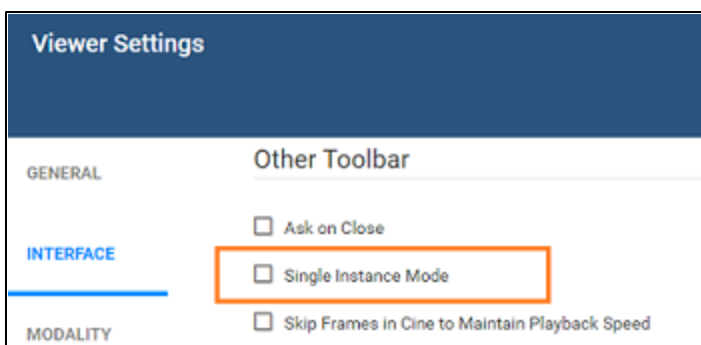 Viewer Settings
GENERAL
Other Toolbar
Ask on Close
INTERFACE
Single Instance Mode
MODALITY
Skip Frames in Cine to Maintain Playback Speed